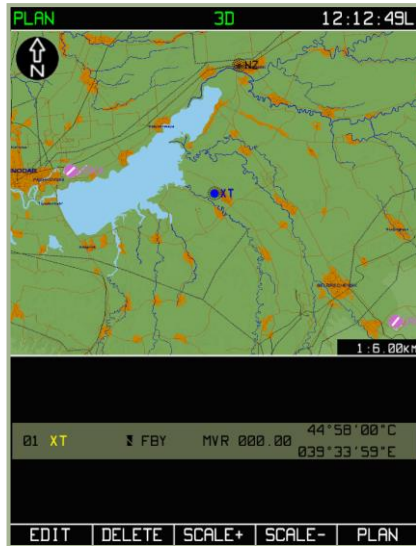 PLAN 3D 12:12:49L
N
NZ
XT
1:6.00км
01 XT FBY MVR 000.00 44°58'00"С
039°33'59"E
EDIT DELETE SCALE+ SCALE- PLAN